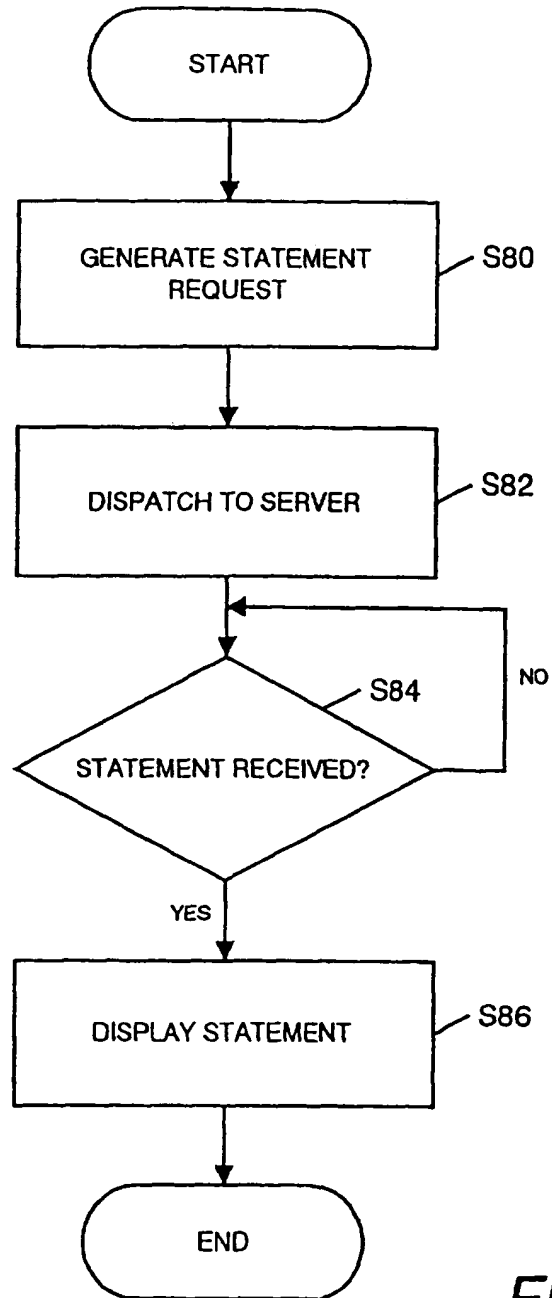 START
GENERATE STATEMENT
REQUEST
S80
DISPATCH TO SERVER
S82
S84
NO
STATEMENT RECEIVED?
YES
DISPLAY STATEMENT
S86
END